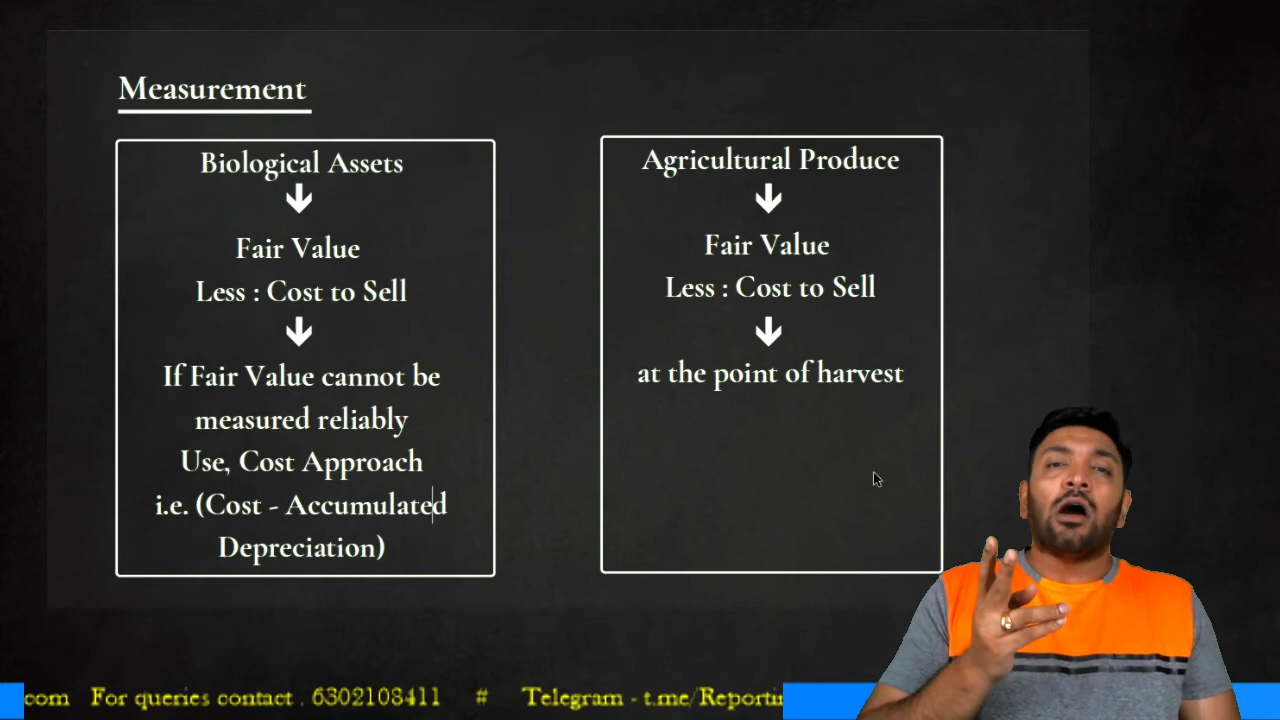 Measurement
Biological Assets
Fair Value
Less : Cost to Sell
If Fair Value cannot be
measured reliably
Use, Cost Approach
i.e. (Cost - Accumulated
Depreciation)
Agricultural Produce
Fair Value
Less : Cost to Sell
at the point of harvest
com For queries contact . 6302108411 # Telegram - t.me/Reportin